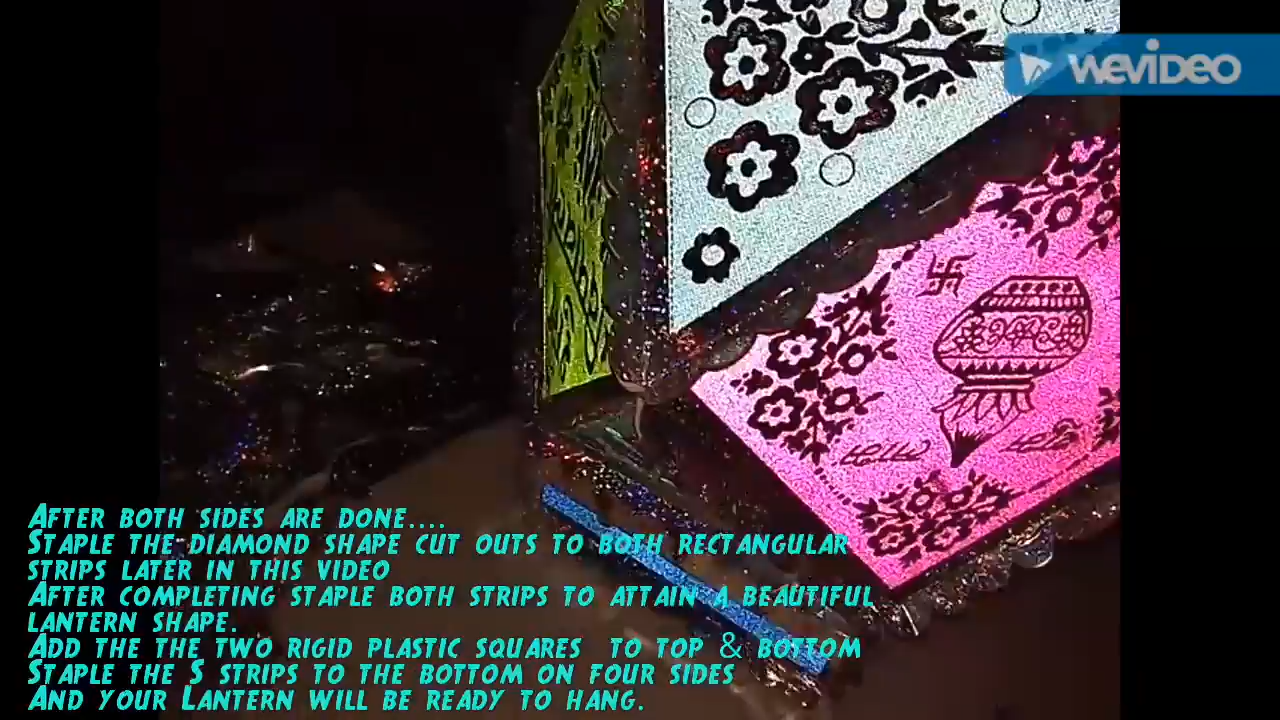 WEVIDEO
AFTER BOTH SIDES ARE DONE....
STAPLE THE DIAMOND SHAPE CUT OUTS TO BOTH RECTANGULAR
STRIPS LATER IN THIS VIDEO
AFTER COMPLETING STAPLE BOTH STRIPS TO ATTAIN A BEAUTIFUL
LANTERN SHAPE.
ADD THE THE TWO RIGID PLASTIC SQUARES TO TOP & BOTTOM
STAPLE THE S STRIPS TO THE BOTTOM ON FOUR SIDES
AND YOUR LANTERN WILL BE READY TO HANG.